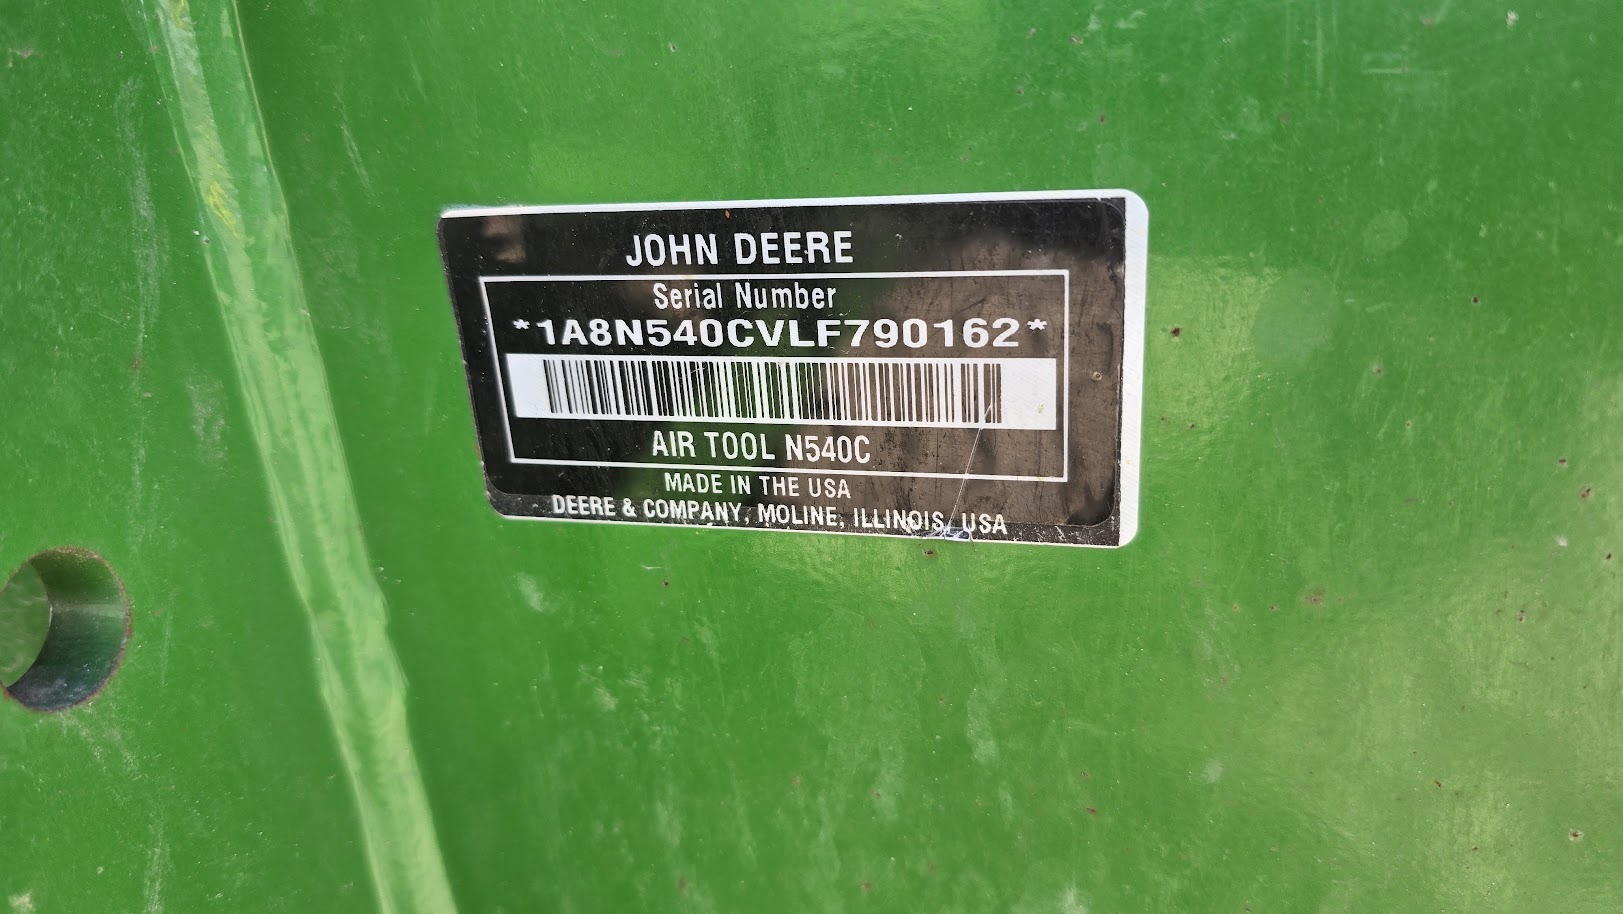 JOHN DEERE
Serial Number
*1A8N540CVLF790162*
AIR TOOL N540C
MADE IN THE USA
DEERE & COMPANY, MOLINE, ILLINOIS, USA